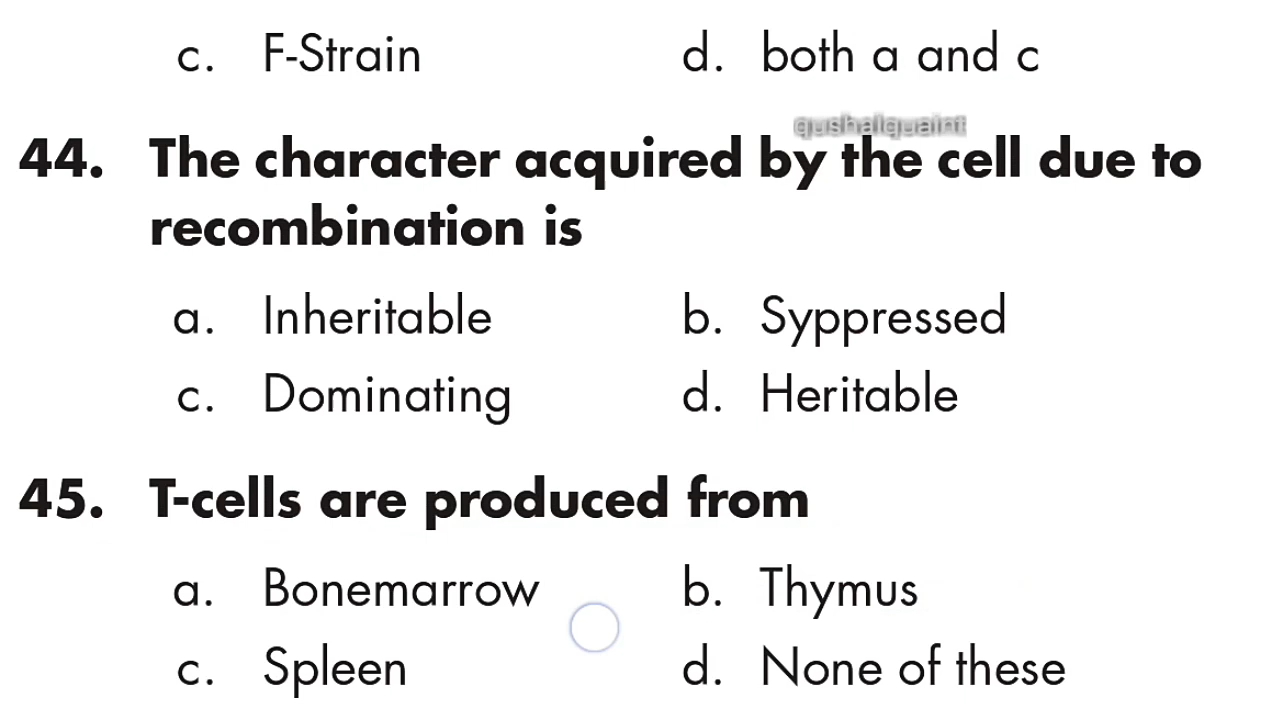 c. F-Strain d. both a and c
qushalquaint
44. The character acquired by the cell due to
recombination is
a. Inheritable b. Syppressed
c. Dominating d. Heritable
45. T-cells are produced from
a. Bonemarrow b. Thymus
c. Spleen d. None of these